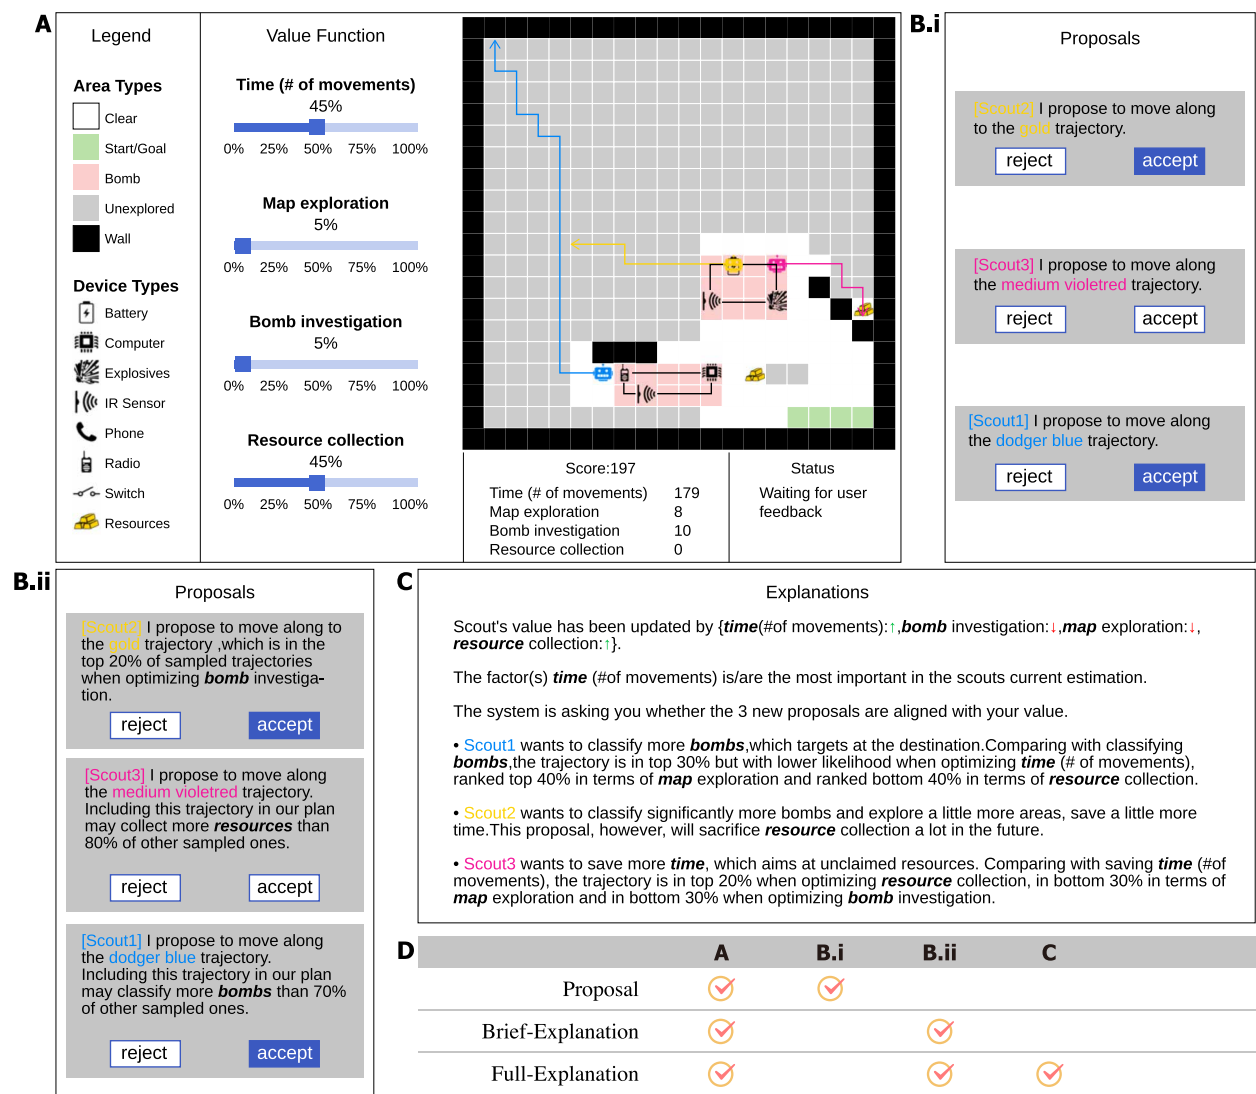 A
Legend
Area Types
Clear
Start/Goal
Bomb
Unexplored
Wall
Device Types
Battery
Computer
Explosives
IR Sensor
Phone
Radio
Switch
Resources
Value Function
Time (# of movements)
45%
0% 25% 50% 75% 100%
Map exploration
5%
0% 25% 50% 75% 100%
Bomb investigation
5%
0% 25% 50% 75% 100%
Resource collection
45%
0% 25% 50% 75% 100%
Score:197
Time (# of movements) 179
Map exploration 8
Bomb investigation 10
Resource collection 0
Status
Waiting for user
feedback
B.i
Proposals
[Scout2] I propose to move along
to the gold trajectory.
reject accept
[Scout3] I propose to move along
the medium violetred trajectory.
reject accept
[Scout1] I propose to move along
the dodger blue trajectory.
reject accept
B.ii
Proposals
[Scout2] I propose to move along to
the gold trajectory ,which is in the
top 20% of sampled trajectories
when optimizing bomb investiga-
tion.
reject accept
[Scout3] I propose to move along
the medium violetred trajectory.
Including this trajectory in our plan
may collect more resources than
80% of other sampled ones.
reject accept
[Scout1] I propose to move along
the dodger blue trajectory.
Including this trajectory in our plan
may classify more bombs than 70%
of other sampled ones.
reject accept
C
Explanations
Scout's value has been updated by {time(#of movements):↑,bomb investigation:↓,map exploration:↓,
resource collection:↑}.
The factor(s) time (#of movements) is/are the most important in the scouts current estimation.
The system is asking you whether the 3 new proposals are aligned with your value.
• Scout1 wants to classify more bombs,which targets at the destination.Comparing with classifying
bombs,the trajectory is in top 30% but with lower likelihood when optimizing time (# of movements),
ranked top 40% in terms of map exploration and ranked bottom 40% in terms of resource collection.
• Scout2 wants to classify significantly more bombs and explore a little more areas, save a little more
time.This proposal, however, will sacrifice resource collection a lot in the future.
• Scout3 wants to save more time, which aims at unclaimed resources. Comparing with saving time (#of
movements), the trajectory is in top 20% when optimizing resource collection, in bottom 30% in terms of
map exploration and in bottom 30% when optimizing bomb investigation.
D
A B.i B.ii C
Proposal
Brief-Explanation
Full-Explanation